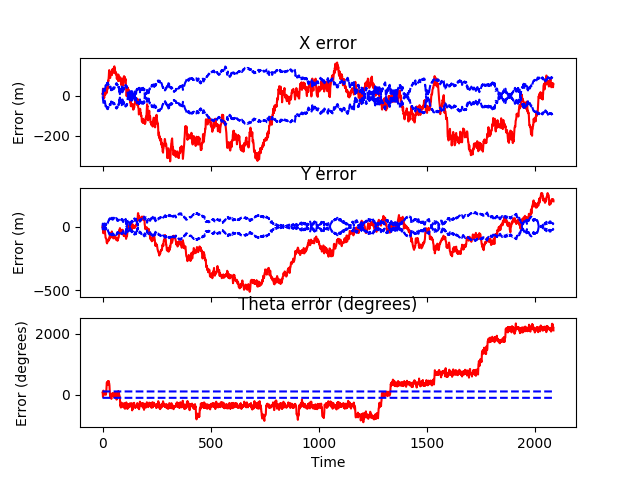 X error
Error (m)
0
−200
Y error
Error (m)
0
−500
Theta error (degrees)
Error (degrees)
2000
0
0
500
1000
1500
2000
Time